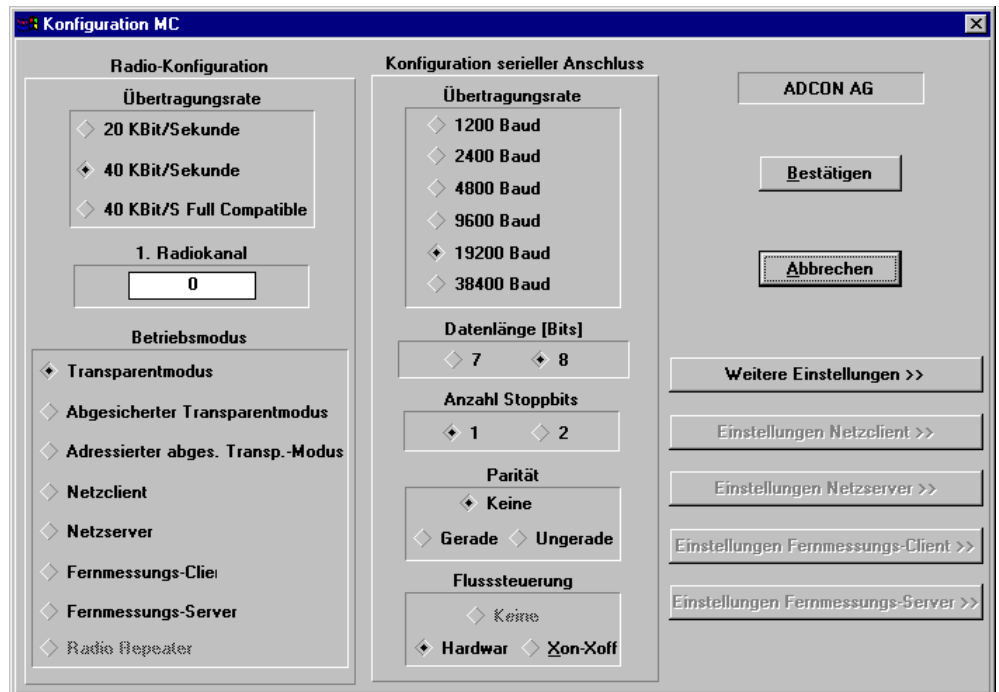 Konfiguration MC
Radio-Konfiguration
Übertragungsrate
20 KBit/Sekunde
40 KBit/Sekunde
40 KBit/S Full Compatible
1. Radiokanal
0
Betriebsmodus
Transparentmodus
Abgesicherter Transparentmodus
Adressierter abges. Transp.-Modus
Netzclient
Netzserver
Fernmessungs-Clie
Fernmessungs-Server
Radio Repeater
Konfiguration serieller Anschluss
Übertragungsrate
1200 Baud
2400 Baud
4800 Baud
9600 Baud
19200 Baud
38400 Baud
Datenlänge [Bits]
7 8
Anzahl Stoppbits
1 2
Parität
Keine
Gerade Ungerade
Flusssteuerung
Keine
Hardwar Xon-Xoff
ADCON AG
Bestätigen
Abbrechen
Weitere Einstellungen >>
Einstellungen Netzclient >>
Einstellungen Netzserver >>
Einstellungen Fernmessungs-Client >>
Einstellungen Fernmessungs-Server >>